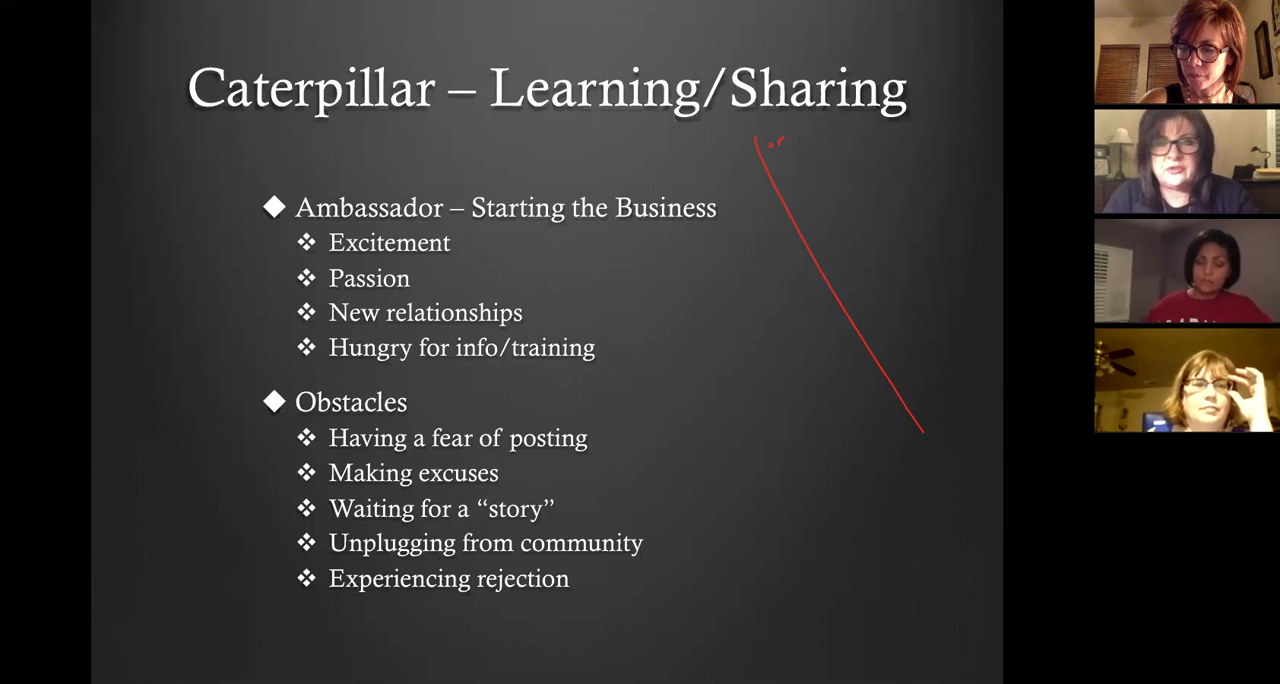 Caterpillar – Learning/Sharing
Ambassador – Starting the Business
Excitement
Passion
New relationships
Hungry for info/training
Obstacles
Having a fear of posting
Making excuses
Waiting for a “story”
Unplugging from community
Experiencing rejection